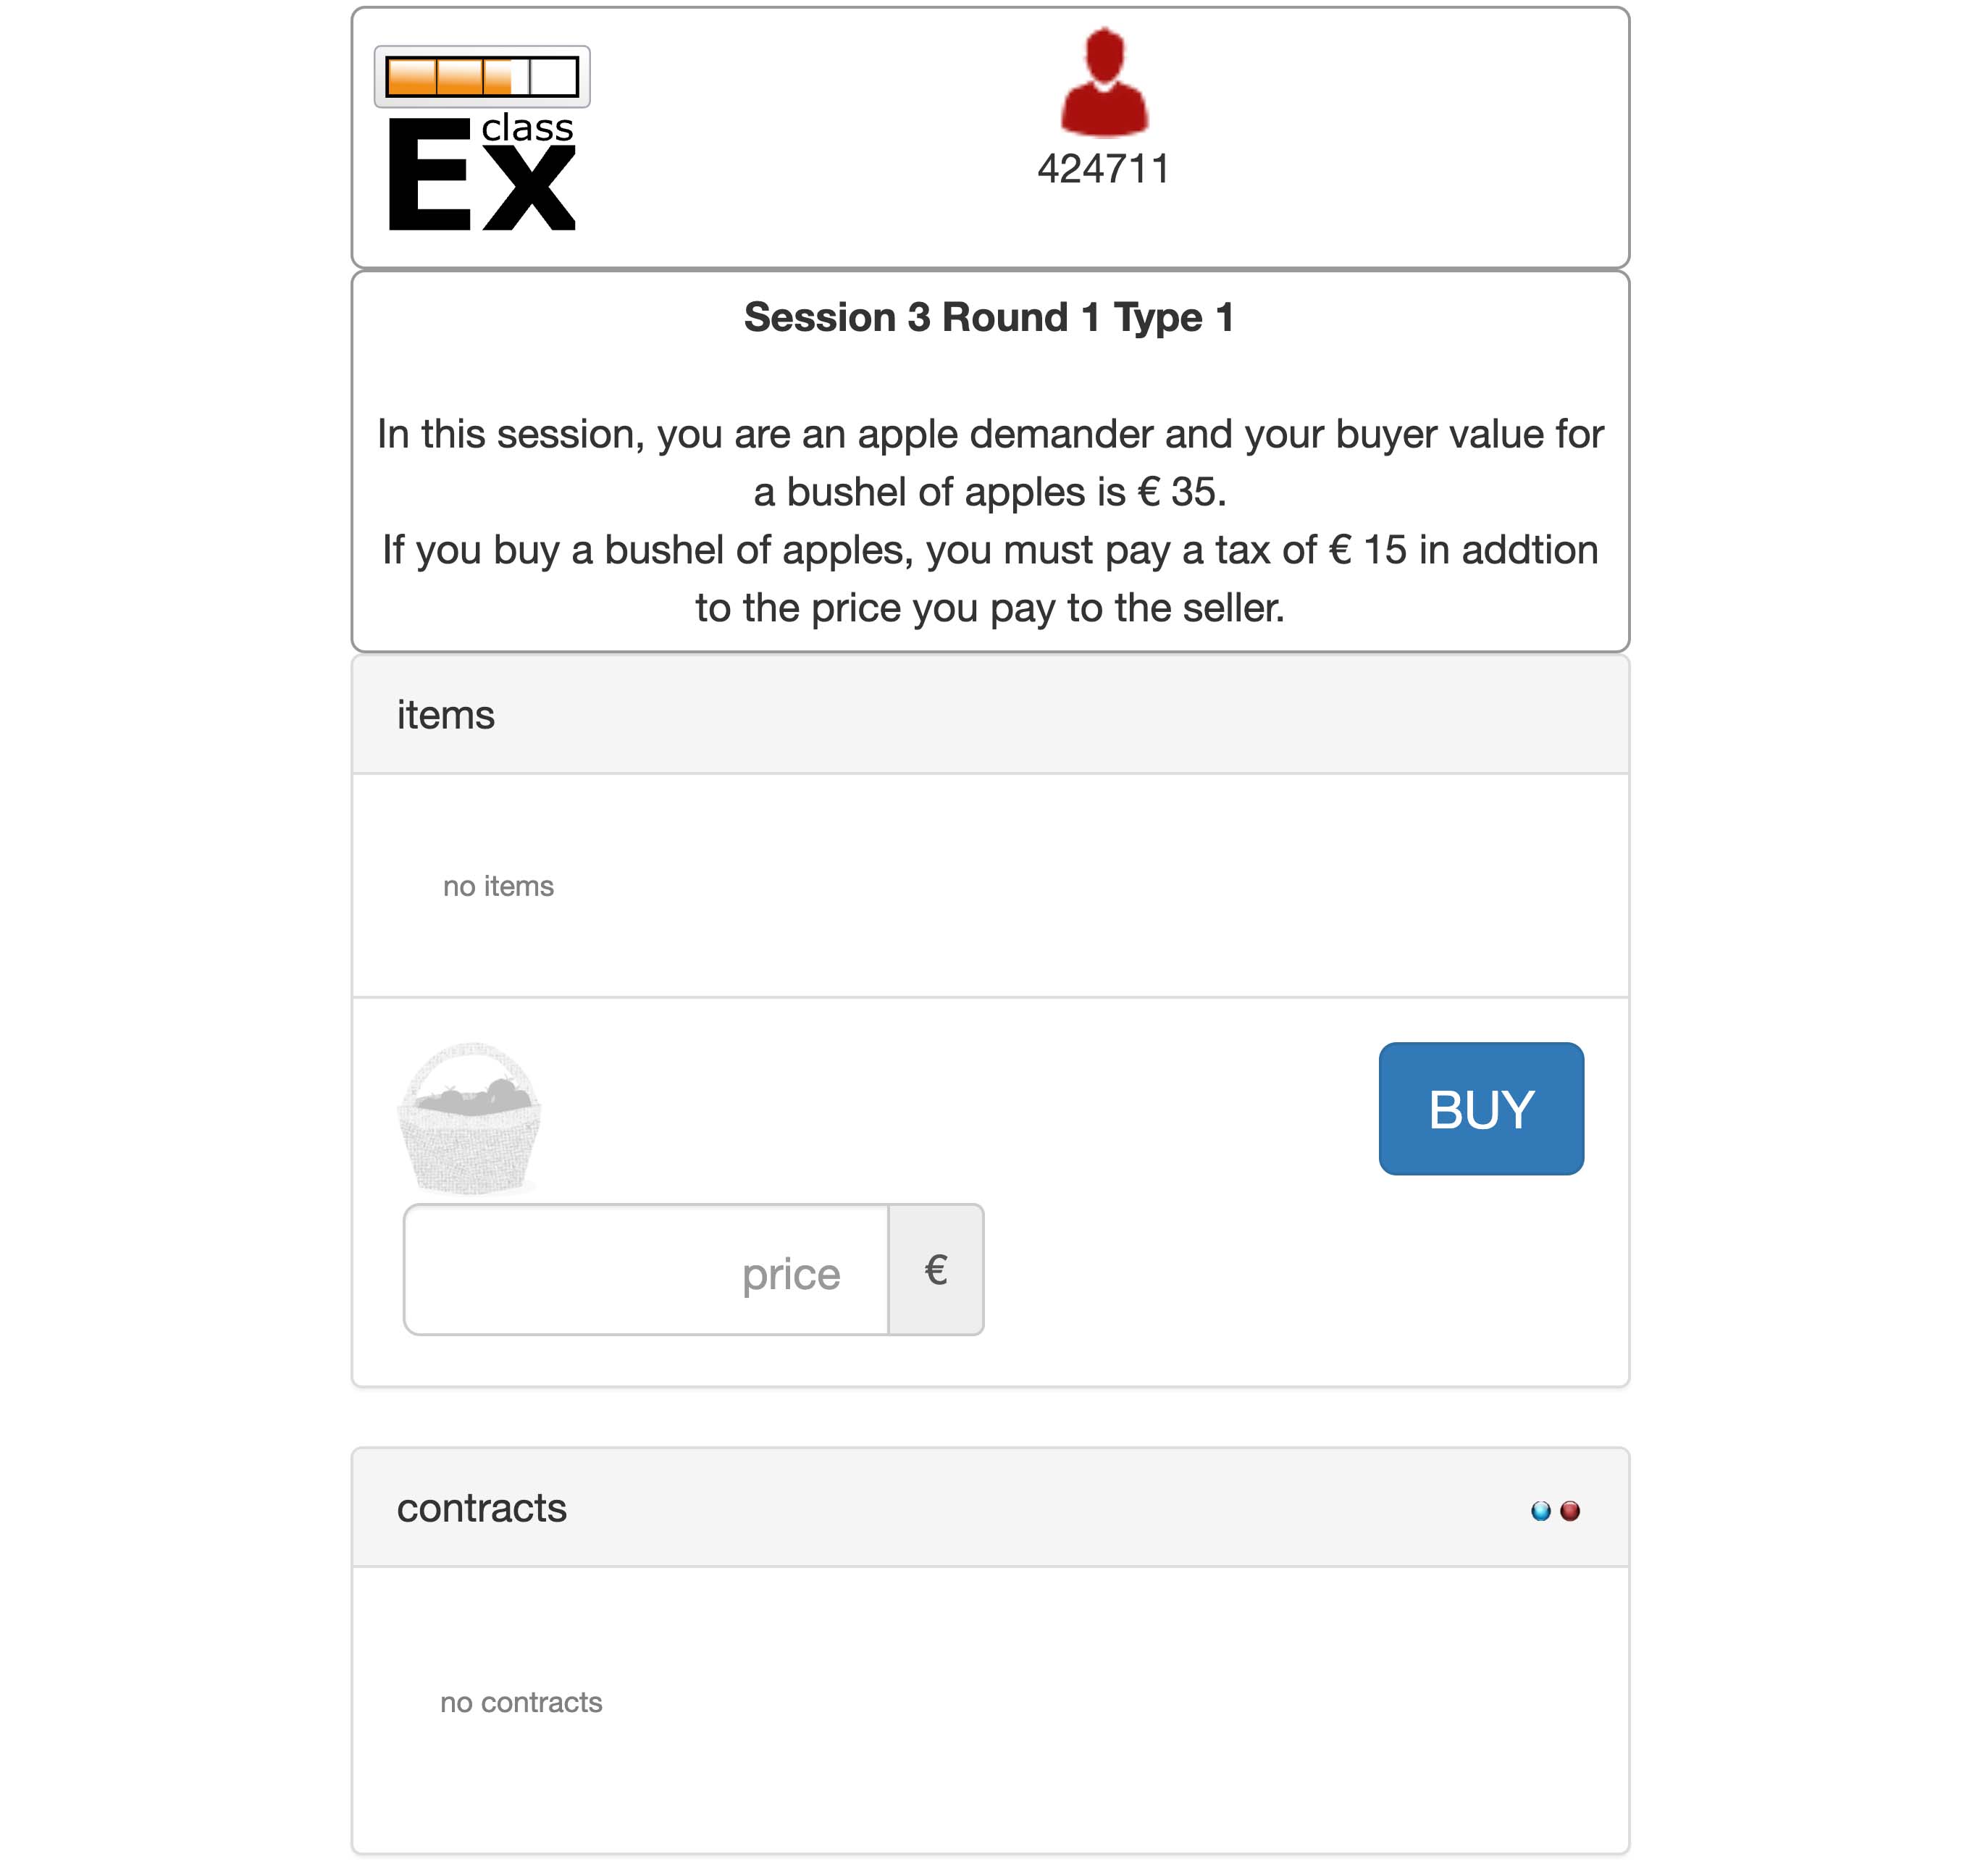 class
Ex
424711
Session 3 Round 1 Type 1
In this session, you are an apple demander and your buyer value for
a bushel of apples is € 35.
If you buy a bushel of apples, you must pay a tax of € 15 in addtion
to the price you pay to the seller.
items
no items
BUY
price €
contracts
no contracts